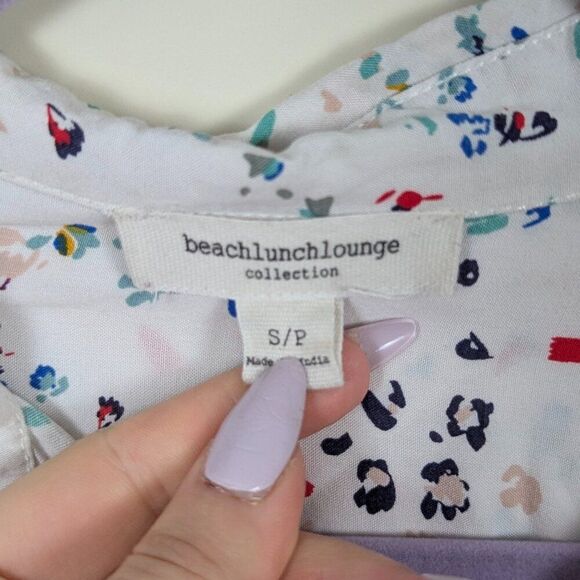 beachlunchlounge
collection
S/P
Made India